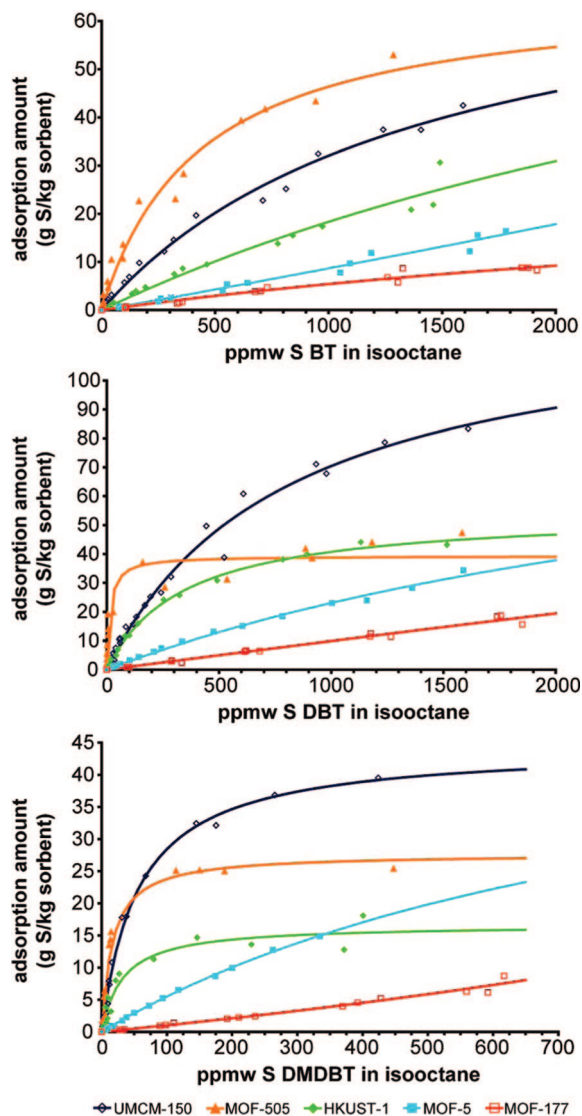 60
50
40
30
20
10
0
adsorption amount
(g S/kg sorbent)
0 500 1000 1500 2000
ppmw S BT in isooctane
100
90
80
70
60
50
40
30
20
10
0
adsorption amount
(g S/kg sorbent)
0 500 1000 1500 2000
ppmw S DBT in isooctane
45
40
35
30
25
20
15
10
5
0
adsorption amount
(g S/kg sorbent)
0 100 200 300 400 500 600 700
ppmw S DMDBT in isooctane
UMCM-150 MOF-505 HKUST-1 MOF-5 MOF-177